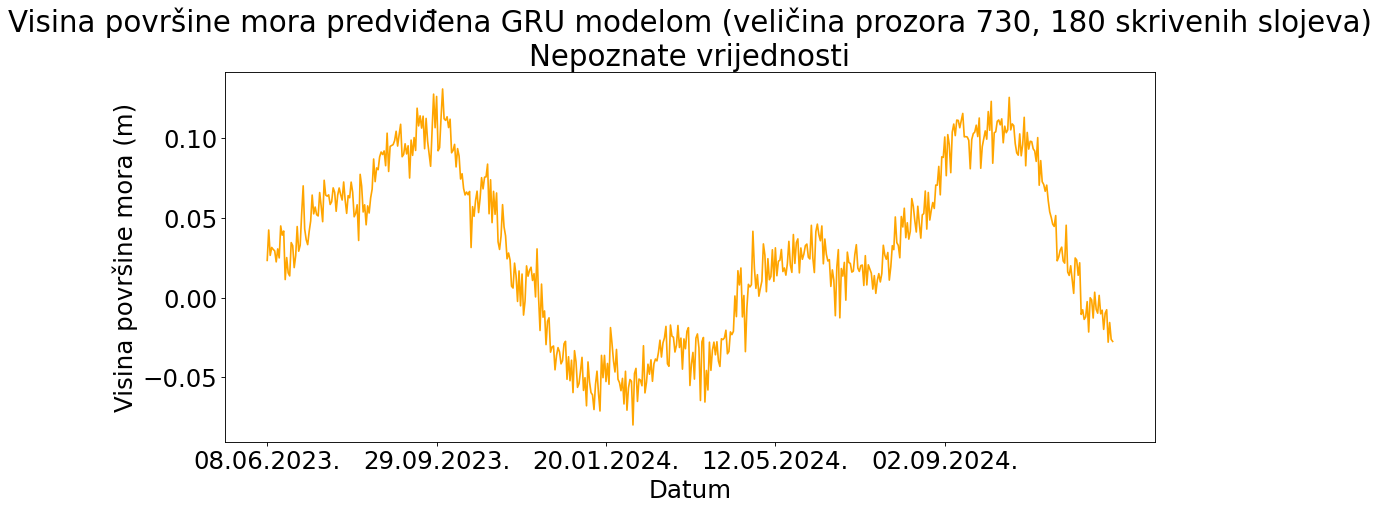 Visina površine mora predviđena GRU modelom (veličina prozora 730, 180 skrivenih slojeva)
Nepoznate vrijednosti
Visina površine mora (m)
0.10
0.05
0.00
−0.05
08.06.2023. 29.09.2023. 20.01.2024. 12.05.2024. 02.09.2024.
Datum